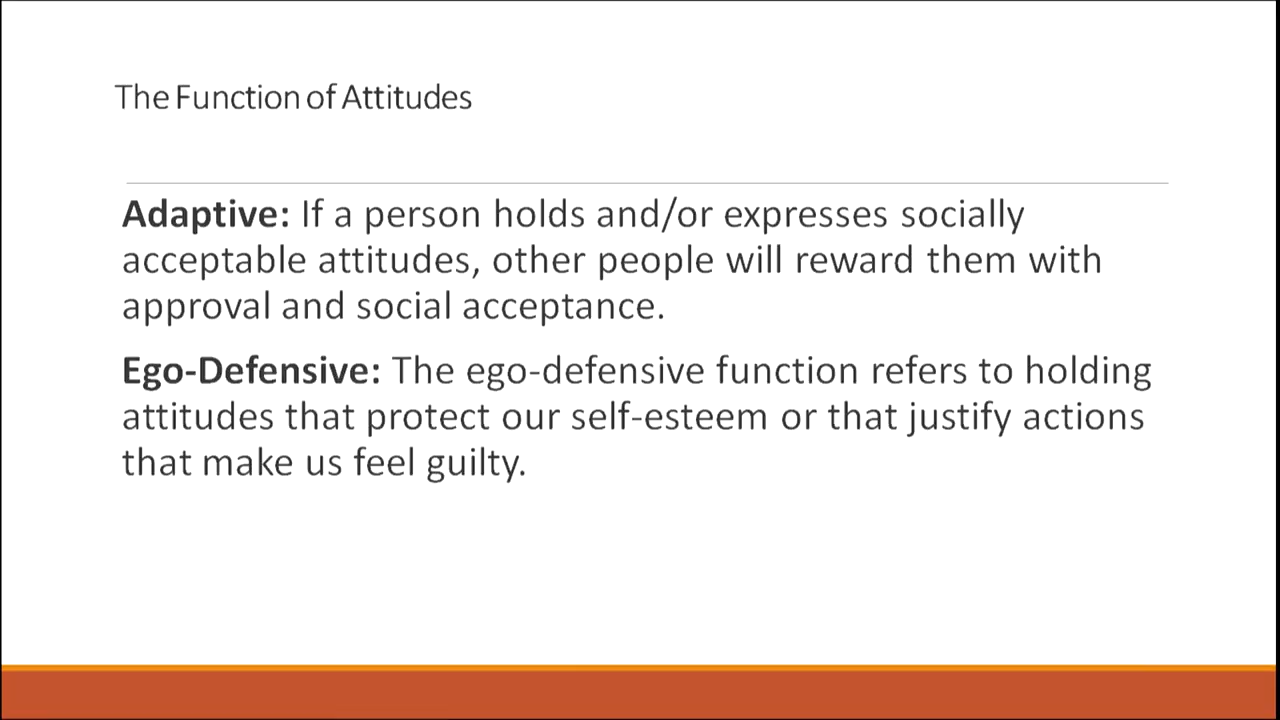 The Function of Attitudes
Adaptive: If a person holds and/or expresses socially
acceptable attitudes, other people will reward them with
approval and social acceptance.
Ego-Defensive: The ego-defensive function refers to holding
attitudes that protect our self-esteem or that justify actions
that make us feel guilty.